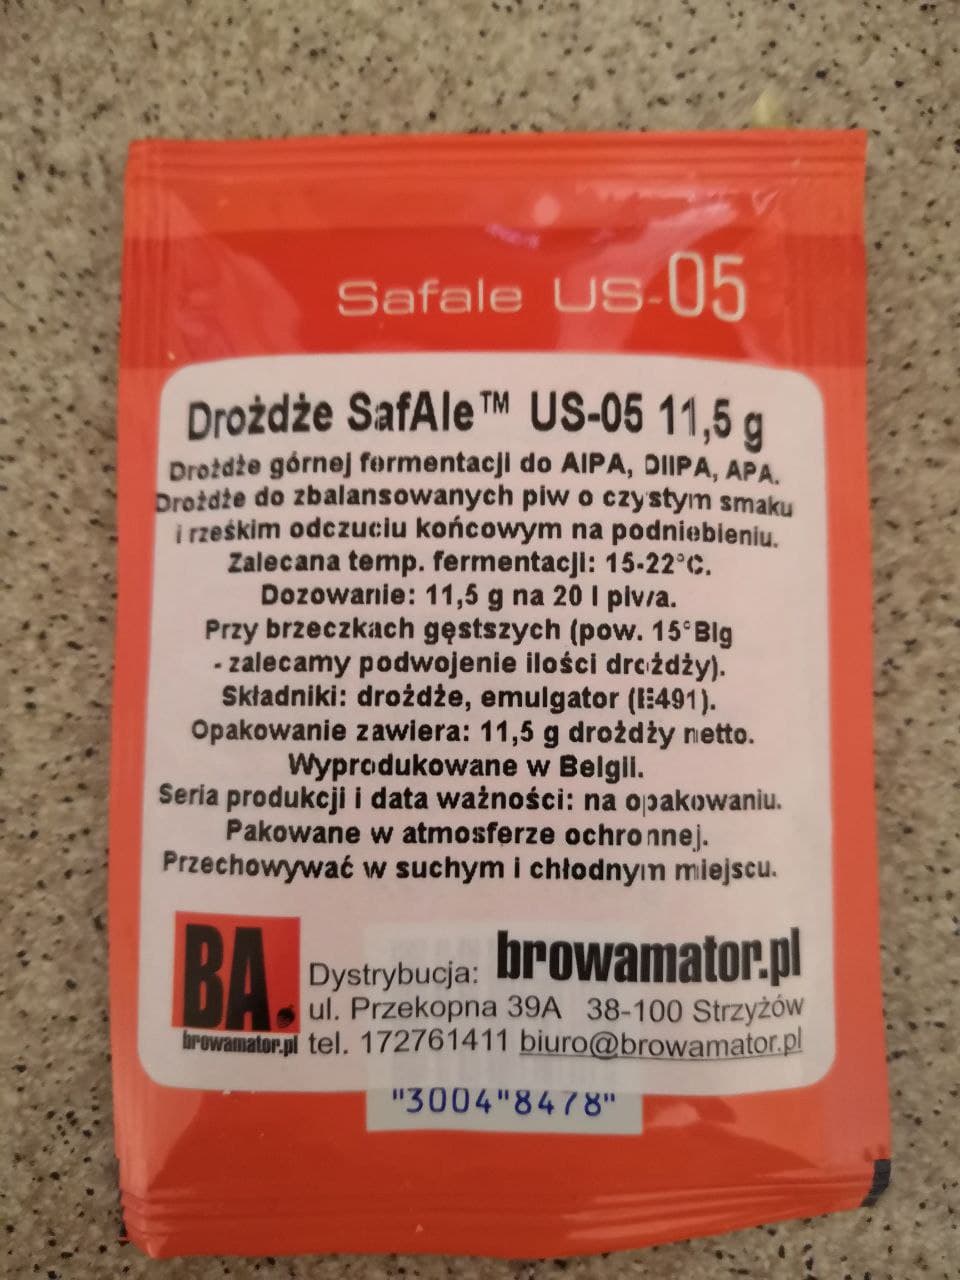 Safale US-05
Drożdże SafAle™ US-05 11,5 g
Drożdże górnej fermentacji do AIPA, DIIPA, APA.
Drożdże do zbalansowanych piw o czystym smaku
i rześkim odczuciu końcowym na podniebieniu.
Zalecana temp. fermentacji: 15-22°C.
Dozowanie: 11,5 g na 20 l piwa.
Przy brzeczkach gęstszych (pow. 15°Blg
- zalecamy podwojenie ilości drożdży).
Składniki: drożdże, emulgator (E491).
Opakowanie zawiera: 11,5 g drożdży netto.
Wyprodukowane w Belgii.
Seria produkcji i data ważności: na opakowaniu.
Pakowane w atmosferze ochronnej.
Przechowywać w suchym i chłodnym miejscu.
BA.
browamator.pl
Dystrybucja: browamator.pl
ul. Przekopna 39A 38-100 Strzyżów
tel. 172761411 biuro@browamator.pl
"3004"8478"